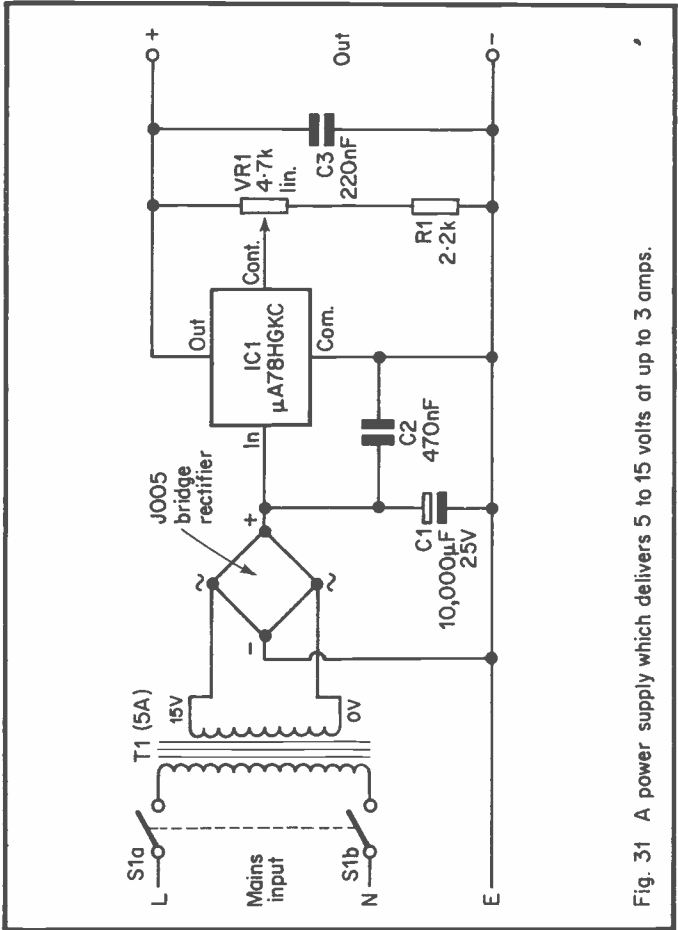 S1a
L
Mains
input
N
S1b
E
T1 (5A)
15V
0V
J005
bridge
rectifier
~
~
+
-
C1
10,000µF
25V
C2
470nF
In
Out
IC1
µA78HGKC
Com.
Cont.
VR1
4·7k
lin.
R1
2·2k
C3
220nF
+
Out
-
Fig. 31 A power supply which delivers 5 to 15 volts at up to 3 amps.